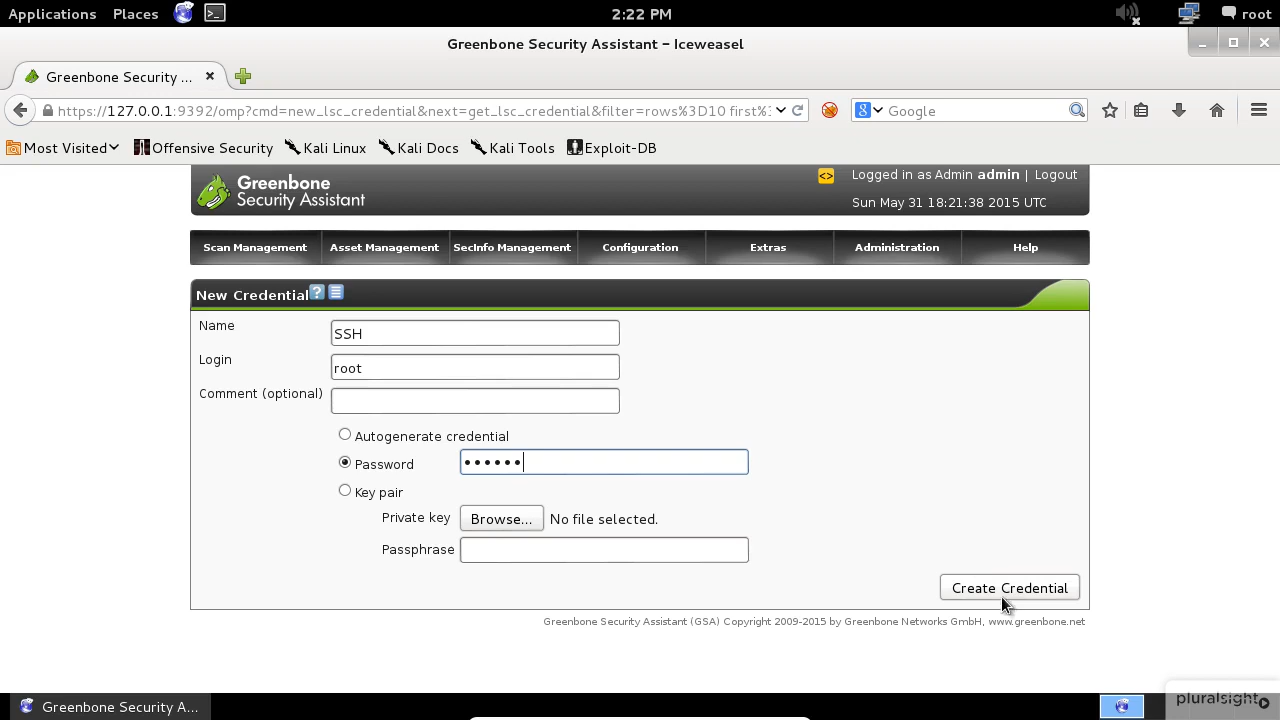 Applications Places 2:22 PM root
Greenbone Security Assistant - Iceweasel
Greenbone Security ...
https://127.0.0.1:9392/omp?cmd=new_lsc_credential&next=get_lsc_credential&filter=rows%3D10 first%: Google
Most Visited Offensive Security Kali Linux Kali Docs Kali Tools Exploit-DB
Greenbone
Security Assistant
Logged in as Admin admin | Logout
Sun May 31 18:21:38 2015 UTC
Scan Management Asset Management SecInfo Management Configuration Extras Administration Help
New Credential
Name SSH
Login root
Comment (optional)
Autogenerate credential
Password ••••••
Key pair
Private key Browse... No file selected.
Passphrase
Create Credential
Greenbone Security Assistant (GSA) Copyright 2009-2015 by Greenbone Networks GmbH, www.greenbone.net
Greenbone Security A...
pluralsight